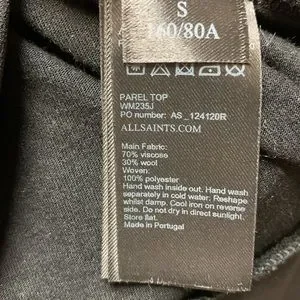 S
160/80A
PAREL TOP
WM235J
PO number: AS_124120R
ALLSAINTS.COM
Main Fabric:
70% viscose
30% wool
Woven:
100% polyester
Hand wash inside out. Hand wash
separately in cold water. Reshape
whilst damp. Cool iron on reverse
side. Do not dry in direct sunlight.
Store flat.
Made in Portugal